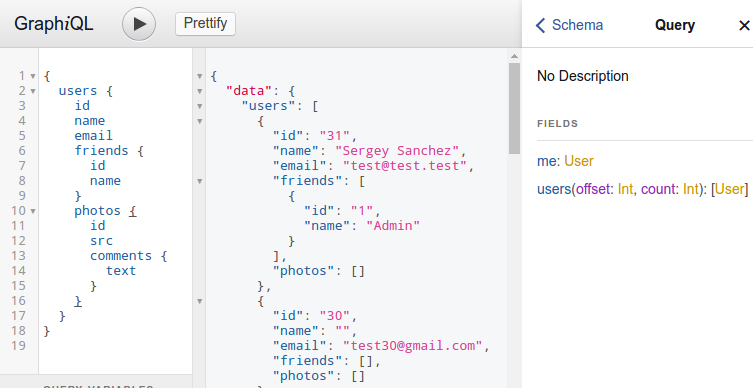 GraphiQL
Prettify
1 {
2 users {
3 id
4 name
5 email
6 friends {
7 id
8 name
9 }
10 photos {
11 id
12 src
13 comments {
14 text
15 }
16 }
17 }
18 }
19
QUERY VARIABLES
{
"data": {
"users": [
{
"id": "31",
"name": "Sergey Sanchez",
"email": "test@test.test",
"friends": [
{
"id": "1",
"name": "Admin"
}
],
"photos": []
},
{
"id": "30",
"name": "",
"email": "test30@gmail.com",
"friends": [],
"photos": []
}
Schema
Query
No Description
FIELDS
me: User
users(offset: Int, count: Int): [User]